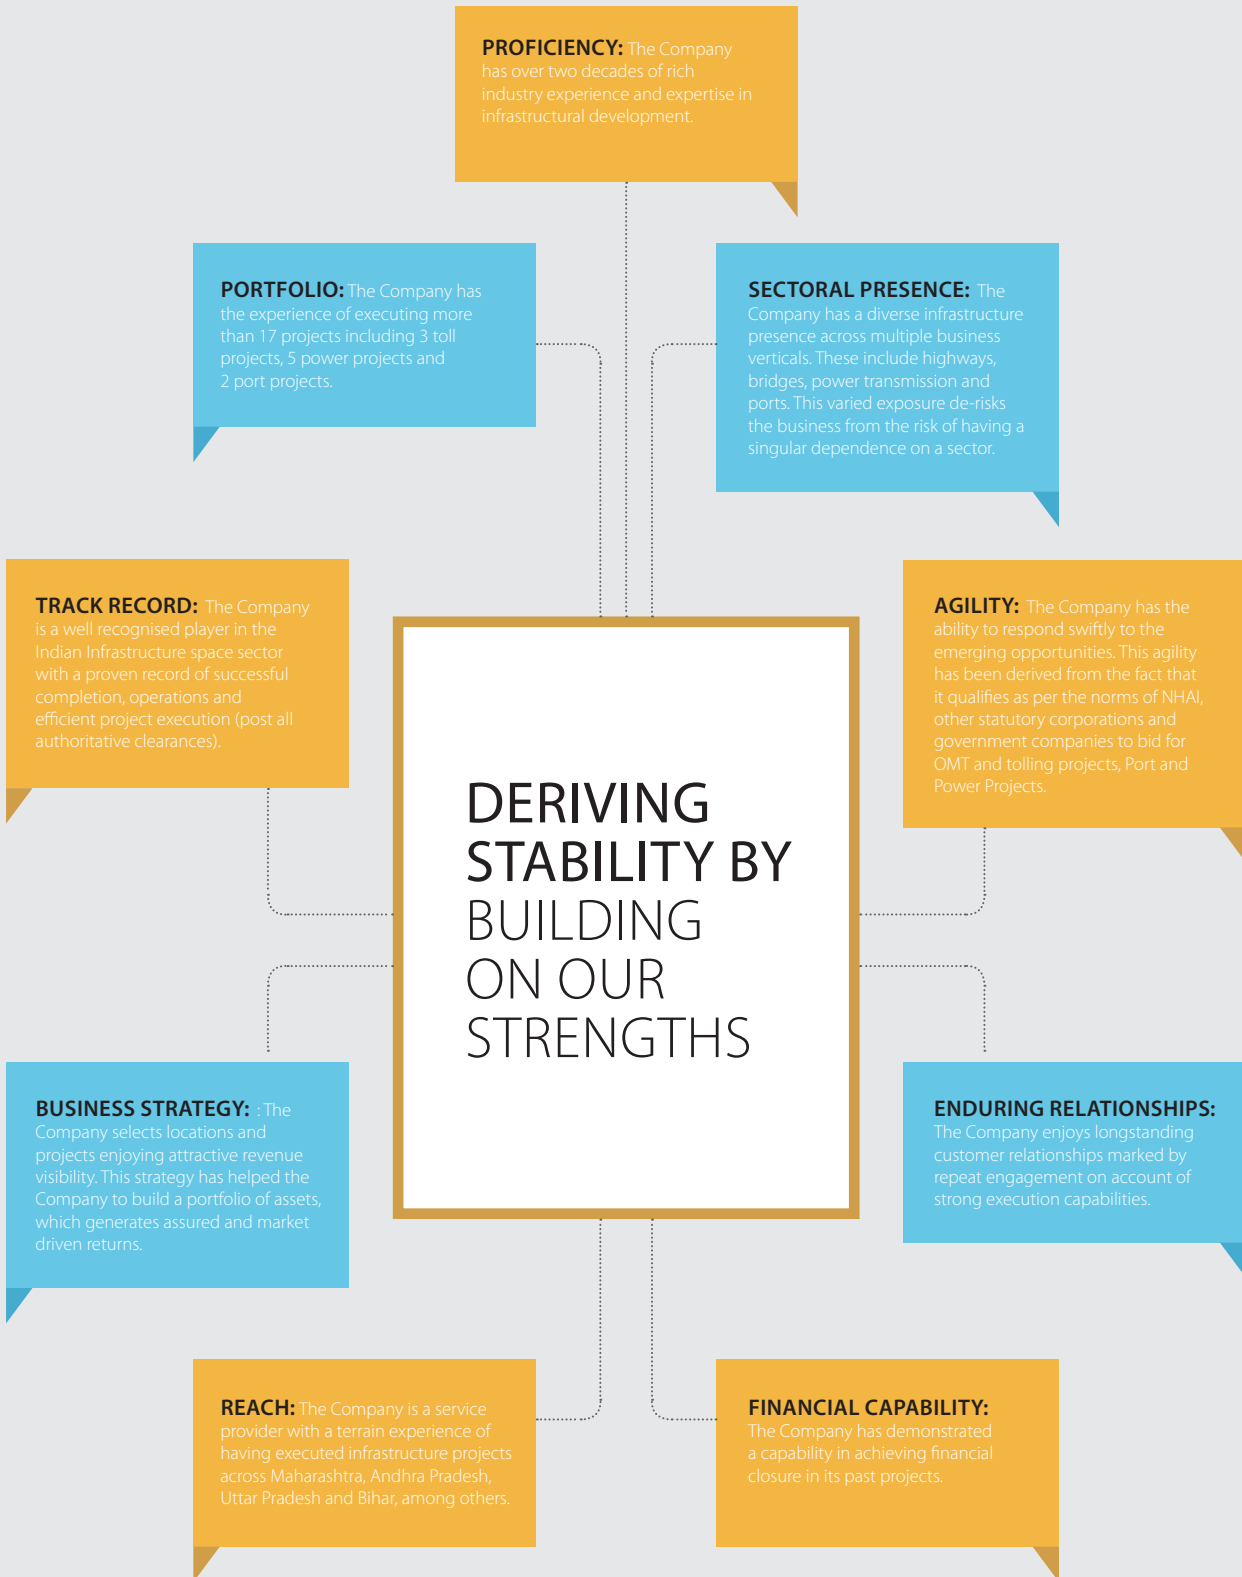 PROFICIENCY: The Company
has over two decades of rich
industry experience and expertise in
infrastructural development.
PORTFOLIO: The Company has
the experience of executing more
than 17 projects including 3 toll
projects, 5 power projects and
2 port projects.
SECTORAL PRESENCE: The
Company has a diverse infrastructure
presence across multiple business
verticals. These include highways,
bridges, power transmission and
ports. This varied exposure de-risks
the business from the risk of having a
singular dependence on a sector.
TRACK RECORD: The Company
is a well recognised player in the
Indian Infrastructure space sector
with a proven record of successful
completion, operations and
efficient project execution (post all
authoritative clearances).
AGILITY: The Company has the
ability to respond swiftly to the
emerging opportunities. This agility
has been derived from the fact that
it qualifies as per the norms of NHAI,
other statutory corporations and
government companies to bid for
OMT and tolling projects, Port and
Power Projects.
DERIVING
STABILITY BY
BUILDING
ON OUR
STRENGTHS
BUSINESS STRATEGY: : The
Company selects locations and
projects enjoying attractive revenue
visibility. This strategy has helped the
Company to build a portfolio of assets,
which generates assured and market
driven returns.
ENDURING RELATIONSHIPS:
The Company enjoys longstanding
customer relationships marked by
repeat engagement on account of
strong execution capabilities.
REACH: The Company is a service
provider with a terrain experience of
having executed infrastructure projects
across Maharashtra, Andhra Pradesh,
Uttar Pradesh and Bihar, among others.
FINANCIAL CAPABILITY:
The Company has demonstrated
a capability in achieving financial
closure in its past projects.